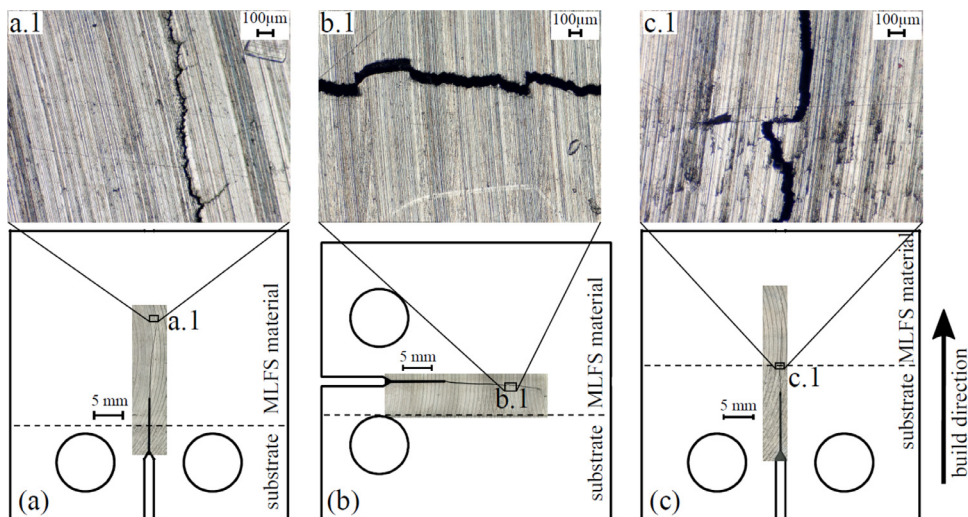 a.1
100µm
b.1
100µm
c.1
100µm
a.1
5 mm
MLFS material
substrate
(a)
5 mm
b.1
MLFS material
substrate
(b)
c.1
5 mm
MLFS material
substrate
(c)
build direction